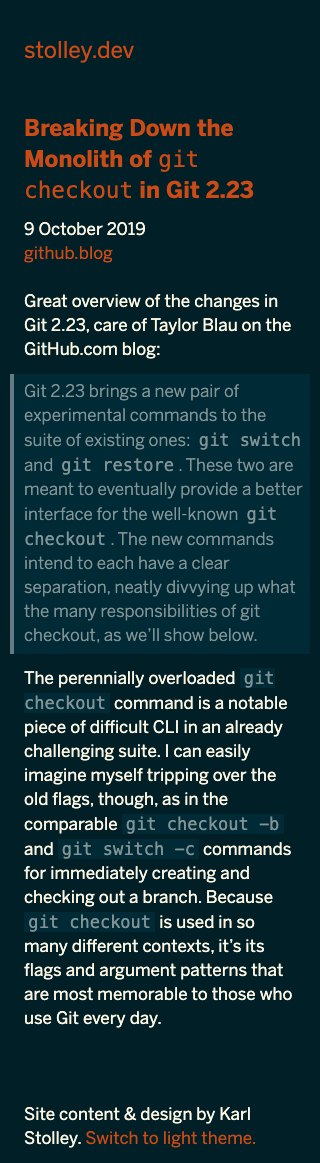 stolley.dev
Breaking Down the
Monolith of git
checkout in Git 2.23
9 October 2019
github.blog
Great overview of the changes in
Git 2.23, care of Taylor Blau on the
GitHub.com blog:
Git 2.23 brings a new pair of
experimental commands to the
suite of existing ones: git switch
and git restore . These two are
meant to eventually provide a better
interface for the well-known git
checkout . The new commands
intend to each have a clear
separation, neatly divvying up what
the many responsibilities of git
checkout, as we’ll show below.
The perennially overloaded git
checkout command is a notable
piece of difficult CLI in an already
challenging suite. I can easily
imagine myself tripping over the
old flags, though, as in the
comparable git checkout –b
and git switch –c commands
for immediately creating and
checking out a branch. Because
git checkout is used in so
many different contexts, it’s its
flags and argument patterns that
are most memorable to those who
use Git every day.
Site content & design by Karl
Stolley. Switch to light theme.